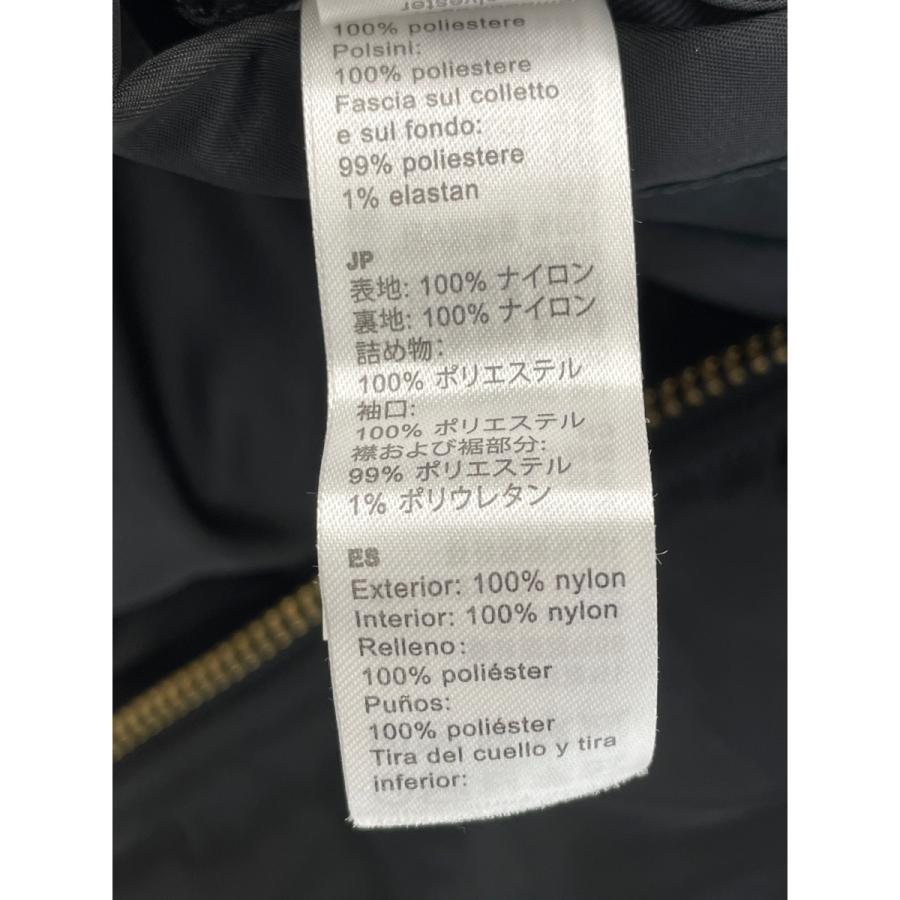 100% poliestere
Polsini:
100% poliestere
Fascia sul colletto
e sul fondo:
99% poliestere
1% elastan
JP
表地: 100% ナイロン
裏地: 100% ナイロン
詰め物:
100% ポリエステル
袖口:
100% ポリエステル
襟および裾部分:
99% ポリエステル
1% ポリウレタン
ES
Exterior: 100% nylon
Interior: 100% nylon
Relleno:
100% poliéster
Puños:
100% poliéster
Tira del cuello y tira
inferior: